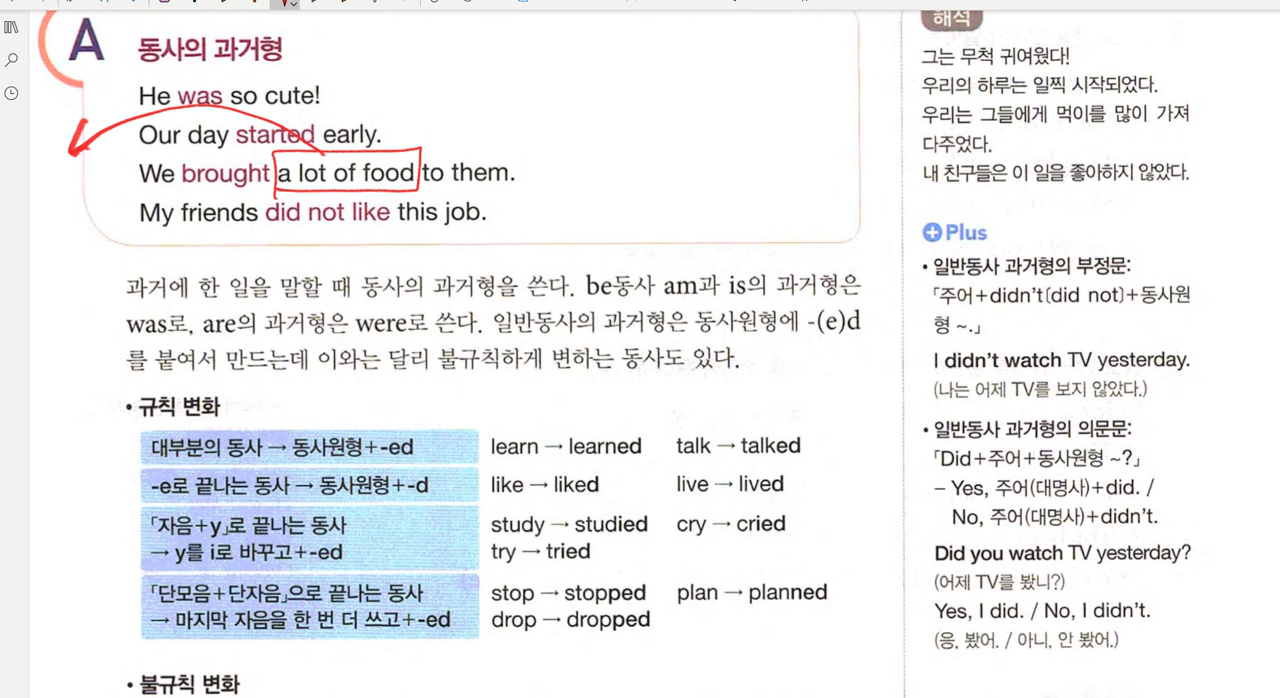 A 동사의 과거형
He was so cute!
Our day started early.
We brought a lot of food to them.
My friends did not like this job.
과거에 한 일을 말할 때 동사의 과거형을 쓴다. be동사 am과 is의 과거형은
was로, are의 과거형은 were로 쓴다. 일반동사의 과거형은 동사원형에 -(e)d
를 붙여서 만드는데 이와는 달리 불규칙하게 변하는 동사도 있다.
• 규칙 변화
대부분의 동사 → 동사원형+-ed learn → learned talk → talked
-e로 끝나는 동사 → 동사원형+-d like → liked live → lived
「자음+y」로 끝나는 동사 study → studied cry → cried
→ y를 i로 바꾸고+-ed try → tried
「단모음+단자음」으로 끝나는 동사 stop → stopped plan → planned
→ 마지막 자음을 한 번 더 쓰고+-ed drop → dropped
• 불규칙 변화
해석
그는 무척 귀여웠다!
우리의 하루는 일찍 시작되었다.
우리는 그들에게 먹이를 많이 가져
다주었다.
내 친구들은 이 일을 좋아하지 않았다.
Plus
• 일반동사 과거형의 부정문:
「주어+didn't(did not)+동사원
형 ~.」
I didn't watch TV yesterday.
(나는 어제 TV를 보지 않았다.)
• 일반동사 과거형의 의문문:
「Did+주어+동사원형 ~?」
– Yes, 주어(대명사)+did. /
No, 주어(대명사)+didn't.
Did you watch TV yesterday?
(어제 TV를 봤니?)
Yes, I did. / No, I didn't.
(응, 봤어. / 아니, 안 봤어.)